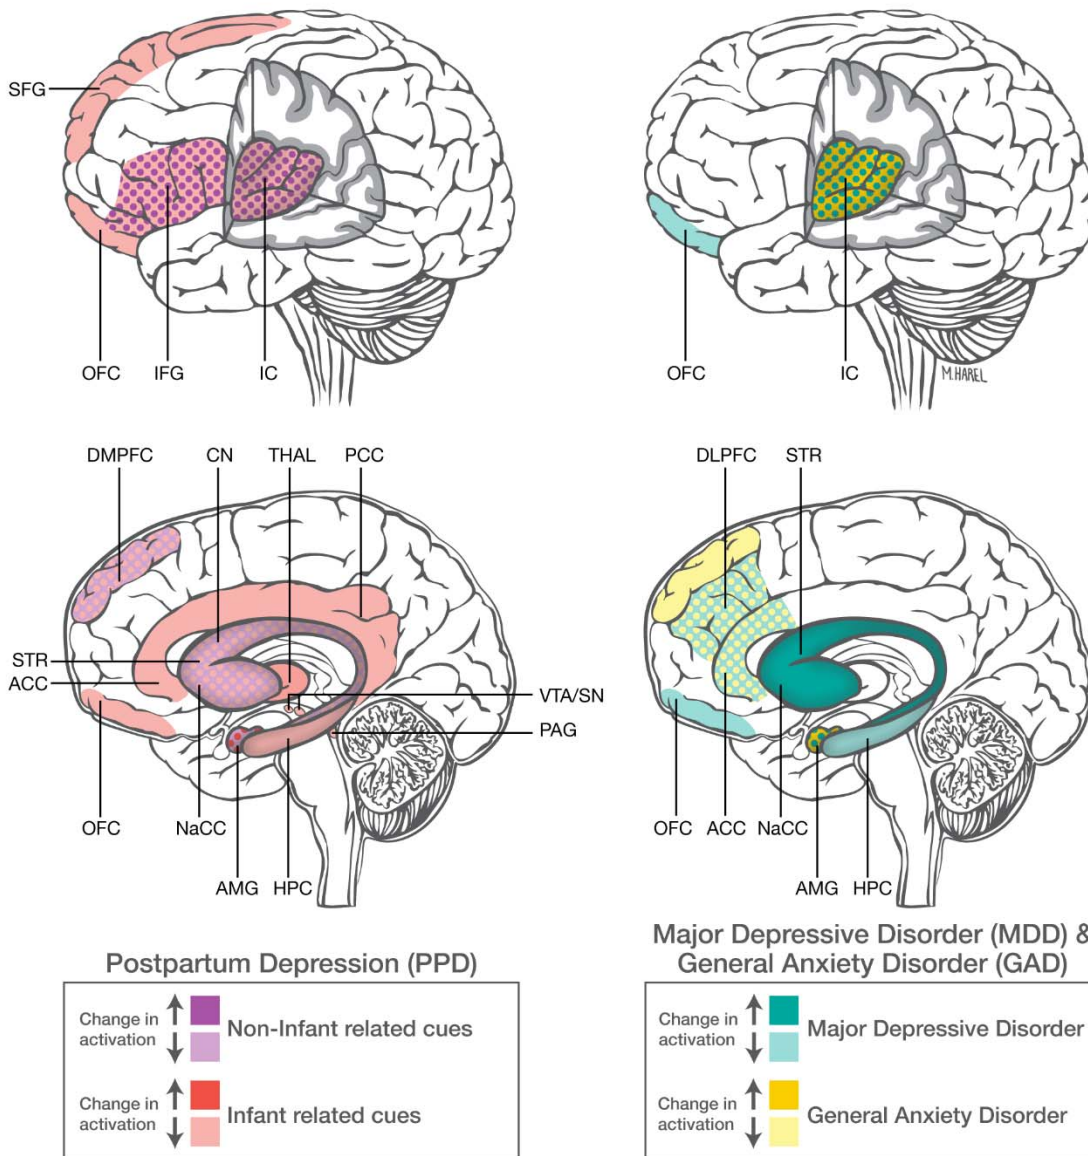 SFG
OFC IFG IC
OFC IC
M.HAREL
DMPFC CN THAL PCC
STR
ACC
VTA/SN
PAG
OFC NaCC
AMG HPC
DLPFC STR
OFC ACC NaCC
AMG HPC
Postpartum Depression (PPD)
Change in
activation
Non-Infant related cues
Change in
activation
Infant related cues
Major Depressive Disorder (MDD) &
General Anxiety Disorder (GAD)
Change in
activation
Major Depressive Disorder
Change in
activation
General Anxiety Disorder